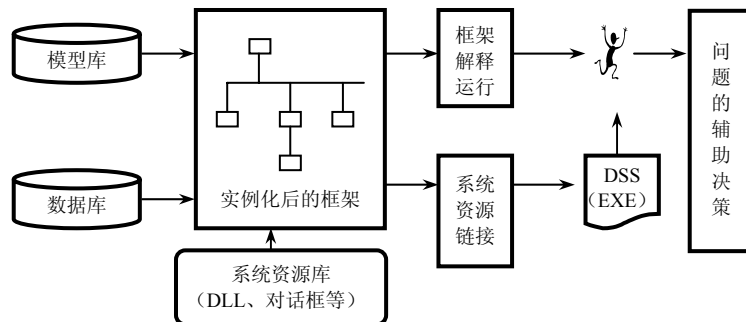 模型库
数据库
实例化后的框架
系统资源库
（DLL、对话框等）
框架
解释
运行
系统
资源
链接
DSS
（EXE）
问
题
的
辅
助
决
策